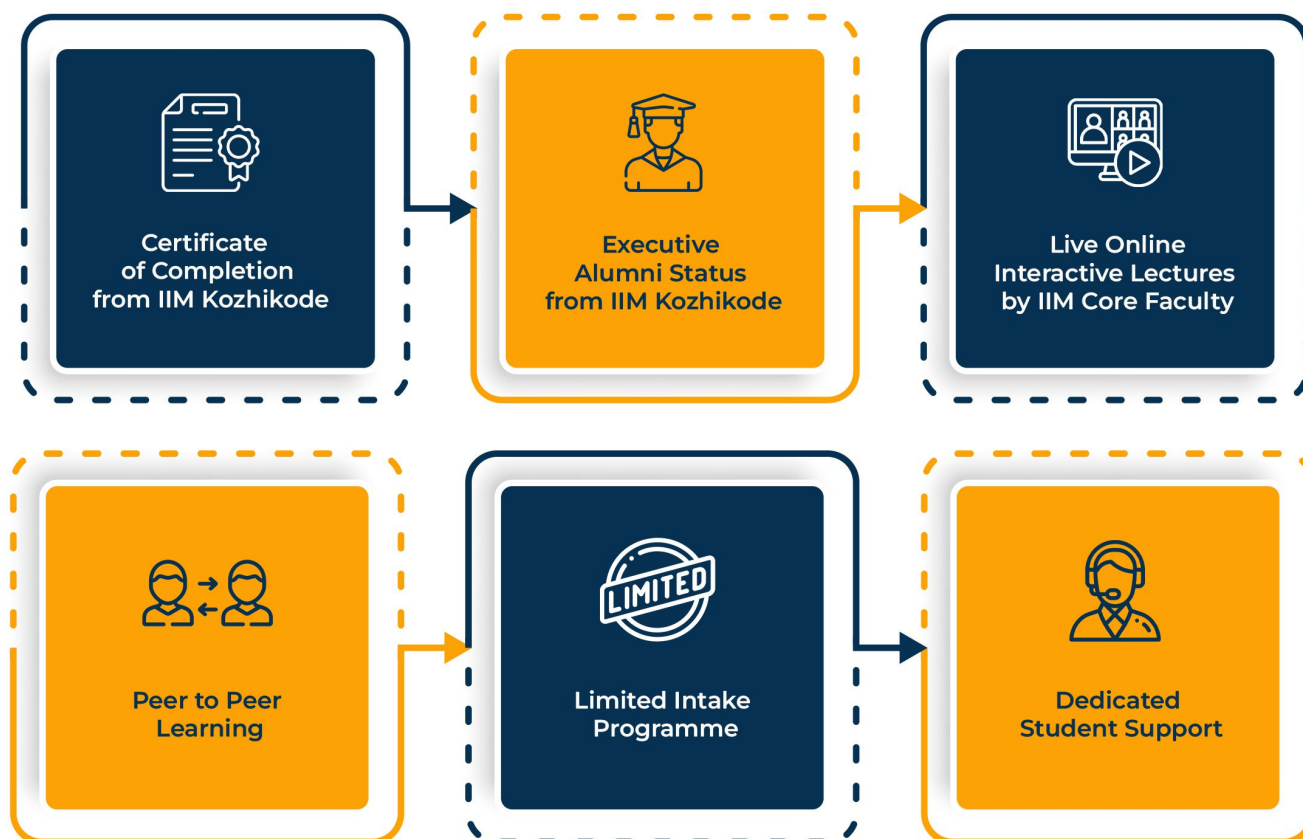 Certificate
of Completion
from IIM Kozhikode
Executive
Alumni Status
from IIM Kozhikode
Live Online
Interactive Lectures
by IIM Core Faculty
Peer to Peer
Learning
LIMITED
Limited Intake
Programme
Dedicated
Student Support